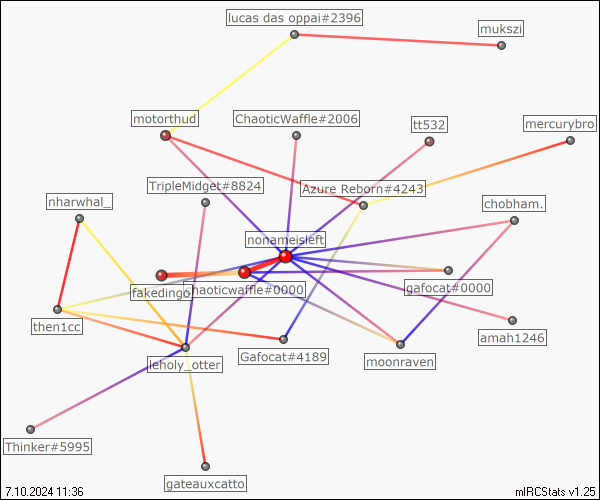 lucas das oppai#2396
mukszi
motorthud
ChaoticWaffle#2006
tt532
mercurybro
TripleMidget#8824
Azure Reborn#4243
nharwhal_
chobham.
nonameisleft
fakedingo
chaoticwaffle#0000
gafocat#0000
then1cc
leholy_otter
Gafocat#4189
moonraven
amah1246
Thinker#5995
gateauxcatto
7.10.2024 11:36
mIRCStats v1.25